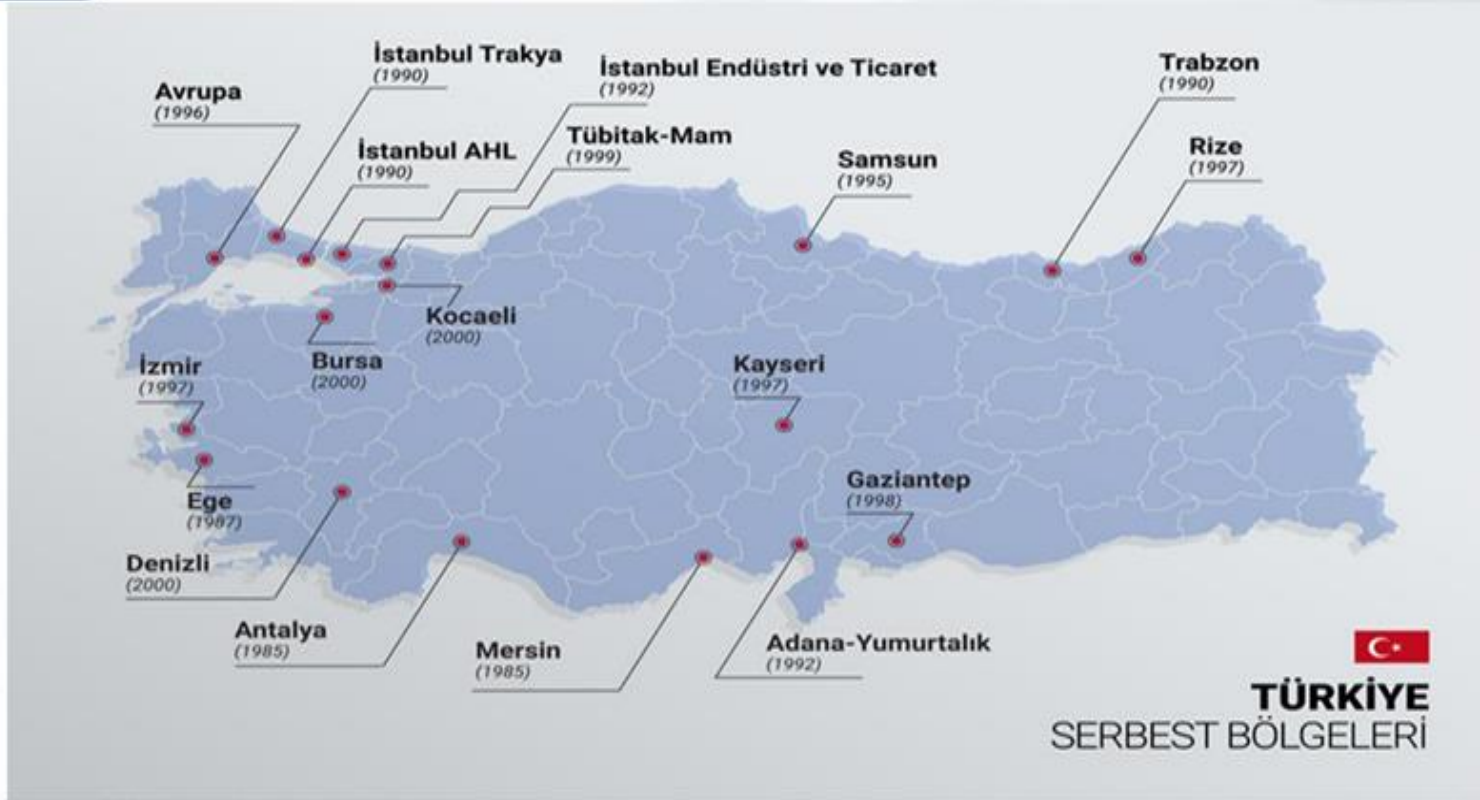 İstanbul Trakya
(1990)
İstanbul Endüstri ve Ticaret
(1992)
Trabzon
(1990)
Avrupa
(1996)
İstanbul AHL
(1990)
Tübitak-Mam
(1999)
Samsun
(1995)
Rize
(1997)
Kocaeli
(2000)
Bursa
(2000)
İzmir
(1997)
Kayseri
(1997)
Ege
(1987)
Gaziantep
(1998)
Denizli
(2000)
Antalya
(1985)
Mersin
(1985)
Adana-Yumurtalık
(1992)
TÜRKİYE
SERBEST BÖLGELERİ